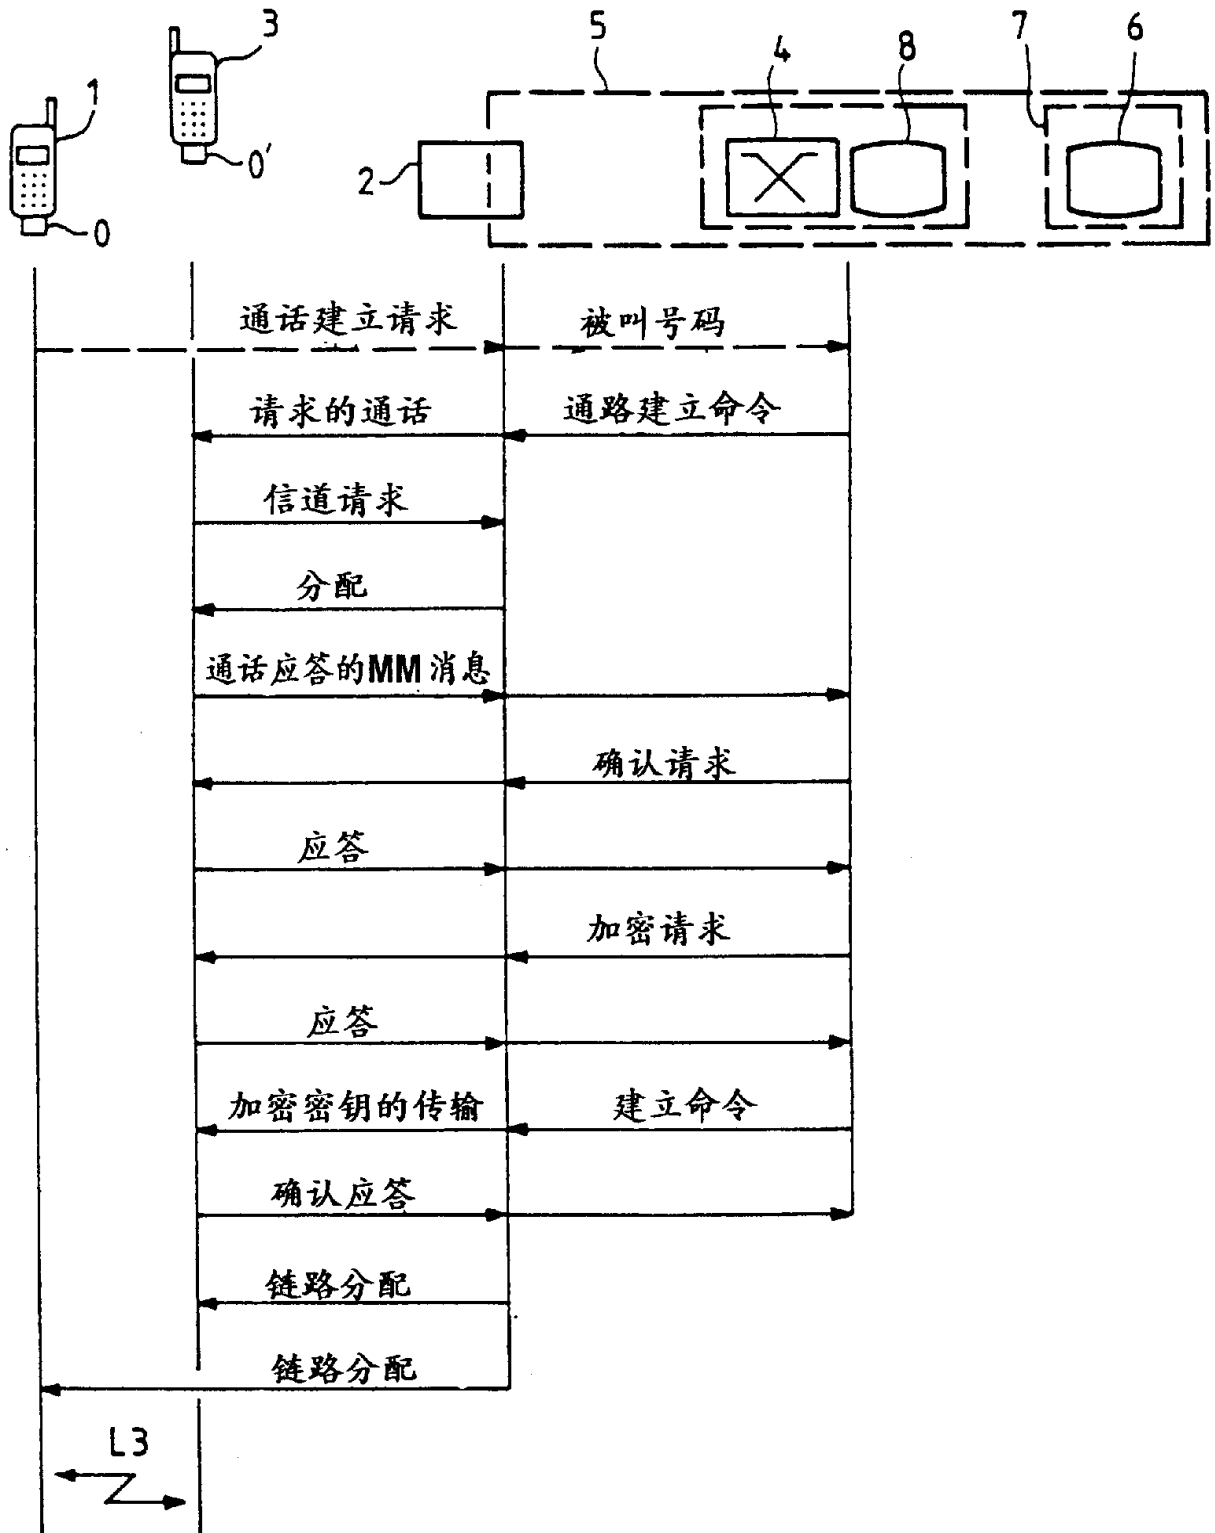 3
5
4
8
7
6
1
2
0'
0
通话建立请求
被叫号码
请求的通话
通路建立命令
信道请求
分配
通话应答的MM消息
确认请求
应答
加密请求
应答
加密密钥的传输
建立命令
确认应答
链路分配
链路分配
L3